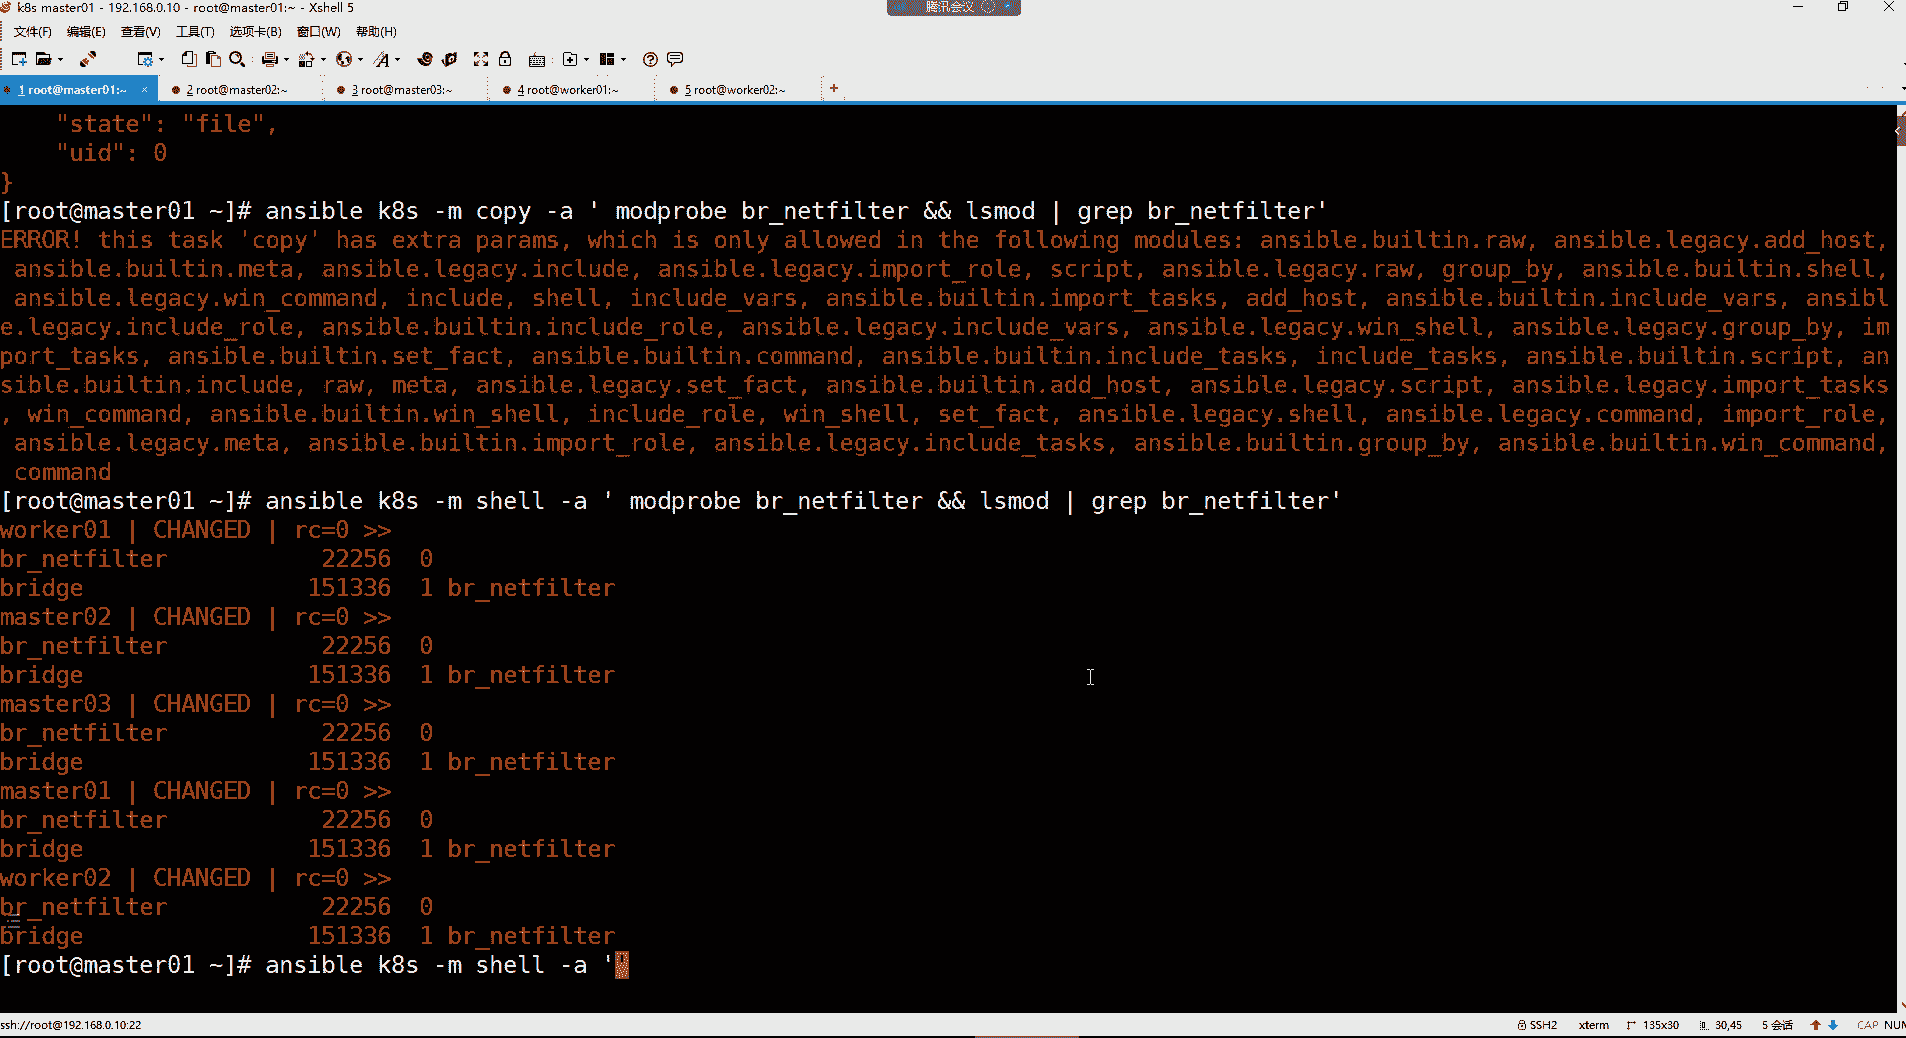 k8s master01 - 192.168.0.10 - root@master01:~ - Xshell 5
腾讯会议
文件(F) 编辑(E) 查看(V) 工具(T) 选项卡(B) 窗口(W) 帮助(H)
1 root@master01:~ × 2 root@master02:~ 3 root@master03:~ 4 root@worker01:~ 5 root@worker02:~ +
"state": "file",
"uid": 0
}
[root@master01 ~]# ansible k8s -m copy -a ' modprobe br_netfilter && lsmod | grep br_netfilter'
ERROR! this task 'copy' has extra params, which is only allowed in the following modules: ansible.builtin.raw, ansible.legacy.add_host,
ansible.builtin.meta, ansible.legacy.include, ansible.legacy.import_role, script, ansible.legacy.raw, group_by, ansible.builtin.shell,
ansible.legacy.win_command, include, shell, include_vars, ansible.builtin.import_tasks, add_host, ansible.builtin.include_vars, ansibl
e.legacy.include_role, ansible.builtin.include_role, ansible.legacy.include_vars, ansible.legacy.win_shell, ansible.legacy.group_by, im
port_tasks, ansible.builtin.set_fact, ansible.builtin.command, ansible.builtin.include_tasks, include_tasks, ansible.builtin.script, an
sible.builtin.include, raw, meta, ansible.legacy.set_fact, ansible.builtin.add_host, ansible.legacy.script, ansible.legacy.import_tasks
, win_command, ansible.builtin.win_shell, include_role, win_shell, set_fact, ansible.legacy.shell, ansible.legacy.command, import_role,
ansible.legacy.meta, ansible.builtin.import_role, ansible.legacy.include_tasks, ansible.builtin.group_by, ansible.builtin.win_command,
command
[root@master01 ~]# ansible k8s -m shell -a ' modprobe br_netfilter && lsmod | grep br_netfilter'
worker01 | CHANGED | rc=0 >>
br_netfilter 22256 0
bridge 151336 1 br_netfilter
master02 | CHANGED | rc=0 >>
br_netfilter 22256 0
bridge 151336 1 br_netfilter
master03 | CHANGED | rc=0 >>
br_netfilter 22256 0
bridge 151336 1 br_netfilter
master01 | CHANGED | rc=0 >>
br_netfilter 22256 0
bridge 151336 1 br_netfilter
worker02 | CHANGED | rc=0 >>
br_netfilter 22256 0
bridge 151336 1 br_netfilter
[root@master01 ~]# ansible k8s -m shell -a ''
ssh://root@192.168.0.10:22 SSH2 xterm 135x30 30,45 5 会话 CAP NUM